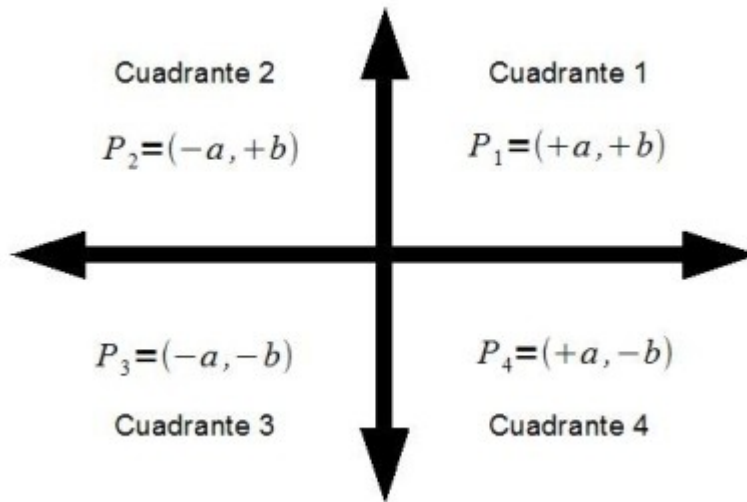 Cuadrante 2
Cuadrante 1
P₂=(−a,+b)
P₁=(+a,+b)
P₃=(−a,−b)
P₄=(+a,−b)
Cuadrante 3
Cuadrante 4